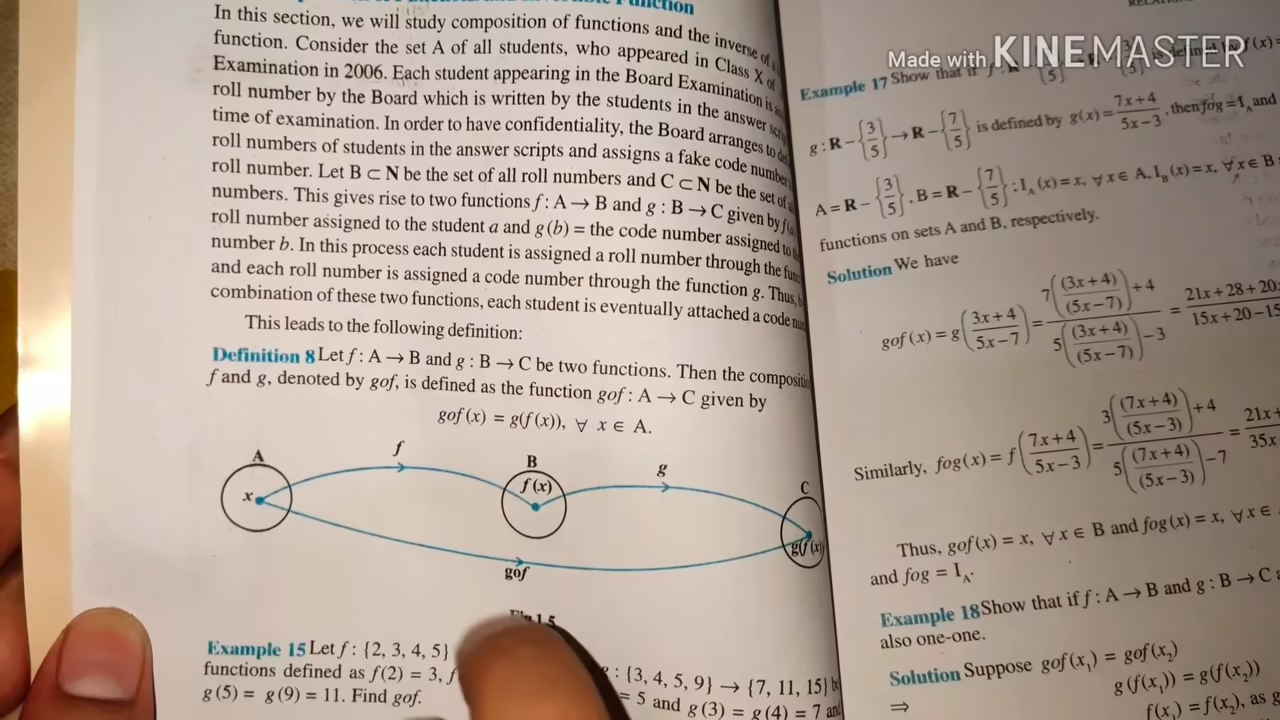 Function
In this section, we will study composition of functions and the inverse of a
function. Consider the set A of all students, who appeared in Class X of
Examination in 2006. Each student appearing in the Board Examination is
roll number by the Board which is written by the students in the answer
time of examination. In order to have confidentiality, the Board arranges to
roll numbers of students in the answer scripts and assigns a fake code number
roll number. Let B ⊂ N be the set of all roll numbers and C ⊂ N be the set of
numbers. This gives rise to two functions f : A → B and g : B → C given by
roll number assigned to the student a and g (b) = the code number assigned to
number b. In this process each student is assigned a roll number through the
and each roll number is assigned a code number through the function g. Thus,
combination of these two functions, each student is eventually attached a code
This leads to the following definition:
Definition 8 Let f : A → B and g : B → C be two functions. Then the
f and g, denoted by gof, is defined as the function gof : A → C given by
gof (x) = g(f (x)), ∀ x ∈ A.
A
f
B
g
C
x
f (x)
g(f (x))
gof
1.5
Example 15 Let f : {2, 3, 4, 5}
g : {3, 4, 5, 9} → {7, 11, 15}
functions defined as f(2) = 3, f
= 5 and g(3) = g(4) = 7 and
g(5) = g(9) = 11. Find gof.
Made with KINEMASTER
Example 17 Show that if f : R
g : R – {3/5} → R – {7/5} is defined by g(x) = (7x + 4)/(5x – 3), then fog = I_A and
A = R – {3/5}, B = R – {7/5}; I_A (x) = x, ∀ x ∈ A, I_B (x) = x, ∀ x ∈ B
functions on sets A and B, respectively.
Solution We have
gof (x) = g((3x + 4)/(5x – 7)) = (7((3x + 4)/(5x – 7)) + 4)/(5((3x + 4)/(5x – 7)) – 3) = 21x + 28 + 20 / 15x + 20 – 15
Similarly, fog(x) = f((7x + 4)/(5x – 3)) = (3((7x + 4)/(5x – 3)) + 4)/(5((7x + 4)/(5x – 3)) – 7) = 21x + / 35x
Thus, gof (x) = x, ∀ x ∈ B and fog(x) = x, ∀ x ∈
and fog = I_A.
Example 18 Show that if f : A → B and g : B → C
also one-one.
Solution Suppose gof (x₁) = gof (x₂)
⇒ g (f (x₁)) = g(f (x₂))
f (x₁) = f (x₂), as g